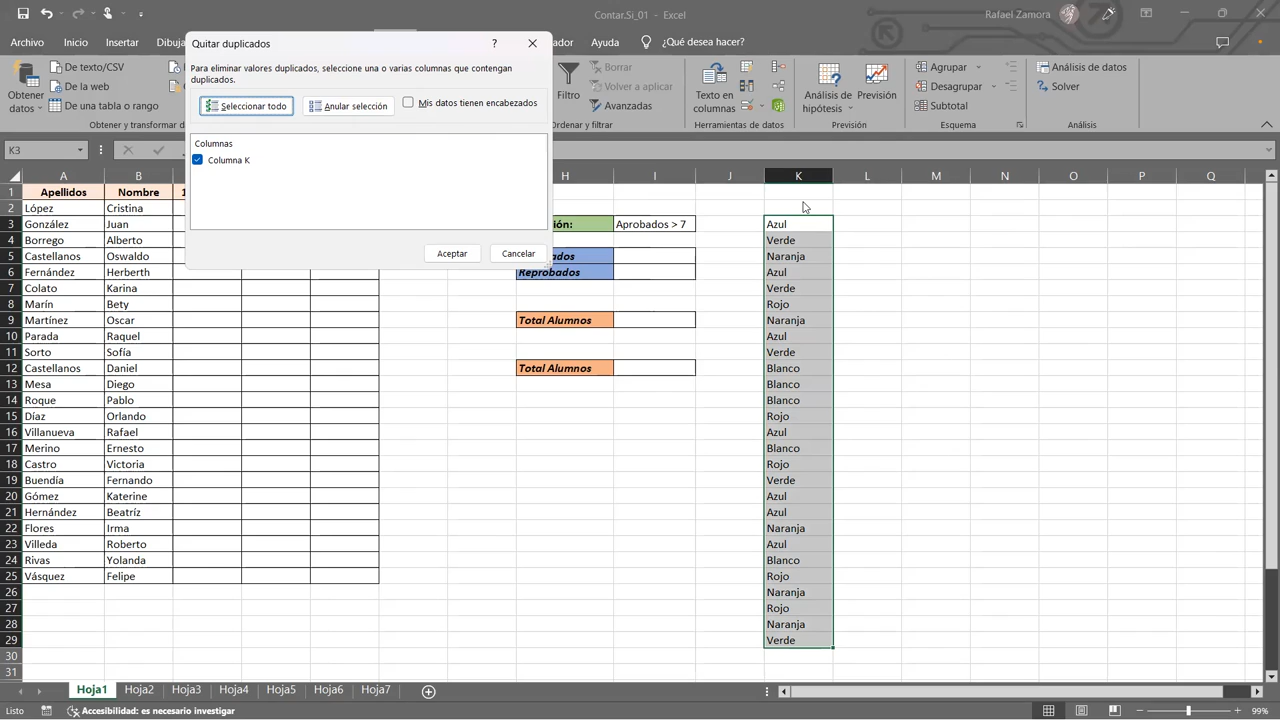 Contar.Si_01 - Excel
Rafael Zamora
Archivo Inicio Insertar Dibuja
Ayuda ¿Qué desea hacer?
Quitar duplicados
? ×
Para eliminar valores duplicados, seleccione una o varias columnas que contengan
duplicados.
Seleccionar todo Anular selección Mis datos tienen encabezados
Columnas
Columna K
Aceptar Cancelar
Obtener
datos
De texto/CSV
De la web
De una tabla o rango
Obtener y transformar d
Filtro
Borrar
Volver a aplicar
Avanzadas
Ordenar y filtrar
Texto en
columnas
Herramientas de datos
Análisis de
hipótesis
Previsión
Previsión
Agrupar
Desagrupar
Subtotal
Esquema
Análisis de datos
Solver
Análisis
K3
A B H I J K L M N O P Q
1 Apellidos Nombre 1
2 López Cristina
3 González Juan ión: Aprobados > 7 Azul
4 Borrego Alberto Verde
5 Castellanos Oswaldo ados Naranja
6 Fernández Herberth Reprobados Azul
7 Colato Karina Verde
8 Marín Bety Rojo
9 Martínez Oscar Total Alumnos Naranja
10 Parada Raquel Azul
11 Sorto Sofía Verde
12 Castellanos Daniel Total Alumnos Blanco
13 Mesa Diego Blanco
14 Roque Pablo Blanco
15 Díaz Orlando Rojo
16 Villanueva Rafael Azul
17 Merino Ernesto Blanco
18 Castro Victoria Rojo
19 Buendía Fernando Verde
20 Gómez Katerine Azul
21 Hernández Beatríz Azul
22 Flores Irma Naranja
23 Villeda Roberto Azul
24 Rivas Yolanda Blanco
25 Vásquez Felipe Rojo
26 Naranja
27 Rojo
28 Naranja
29 Verde
30
31
Hoja1 Hoja2 Hoja3 Hoja4 Hoja5 Hoja6 Hoja7
Listo Accesibilidad: es necesario investigar 99%